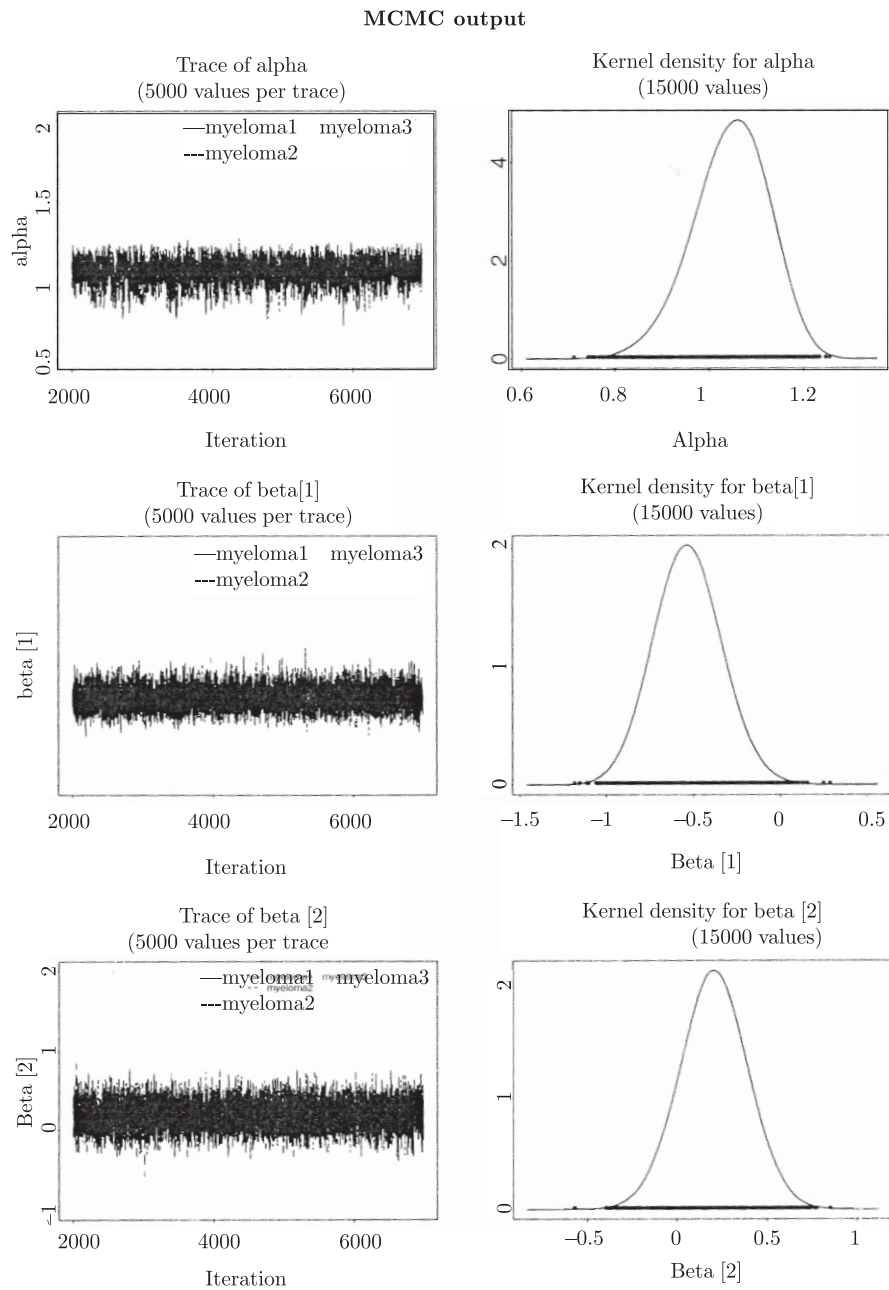 MCMC output
Trace of alpha
(5000 values per trace)
—myeloma1 myeloma3
---myeloma2
alpha
2
1.5
1
0.5
2000 4000 6000
Iteration
Kernel density for alpha
(15000 values)
4
2
0
0.6 0.8 1 1.2
Alpha
Trace of beta[1]
(5000 values per trace)
—myeloma1 myeloma3
---myeloma2
beta [1]
2000 4000 6000
Iteration
Kernel density for beta[1]
(15000 values)
2
1
0
−1.5 −1 −0.5 0 0.5
Beta [1]
Trace of beta [2]
(5000 values per trace
—myeloma1 myeloma3
---myeloma2
myeloma2
Beta [2]
2
1
0
−1
2000 4000 6000
Iteration
Kernel density for beta [2]
(15000 values)
2
1
0
−0.5 0 0.5 1
Beta [2]